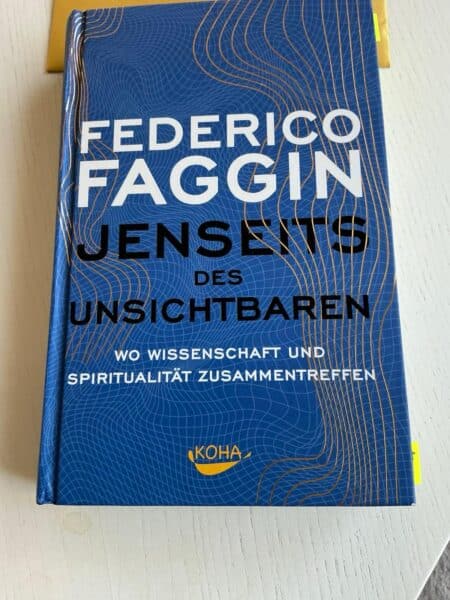 FEDERICO
FAGGIN
JENSEITS
DES
UNSICHTBAREN
WO WISSENSCHAFT UND
SPIRITUALITÄT ZUSAMMENTREFFEN
KOHA